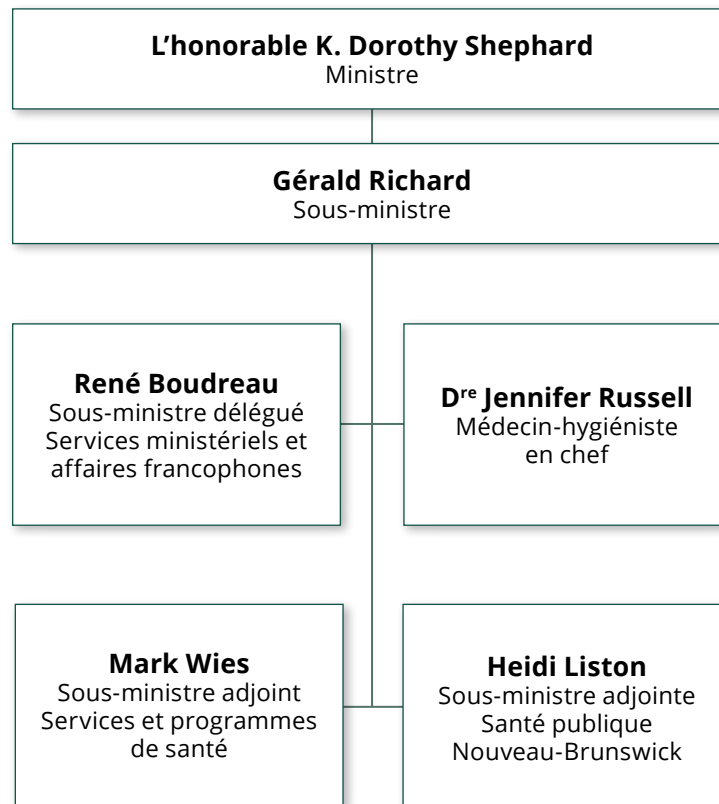 L'honorable K. Dorothy Shephard
Ministre
Gérald Richard
Sous-ministre
René Boudreau
Sous-ministre délégué
Services ministériels et
affaires francophones
Dre Jennifer Russell
Médecin-hygiéniste
en chef
Mark Wies
Sous-ministre adjoint
Services et programmes
de santé
Heidi Liston
Sous-ministre adjointe
Santé publique
Nouveau-Brunswick